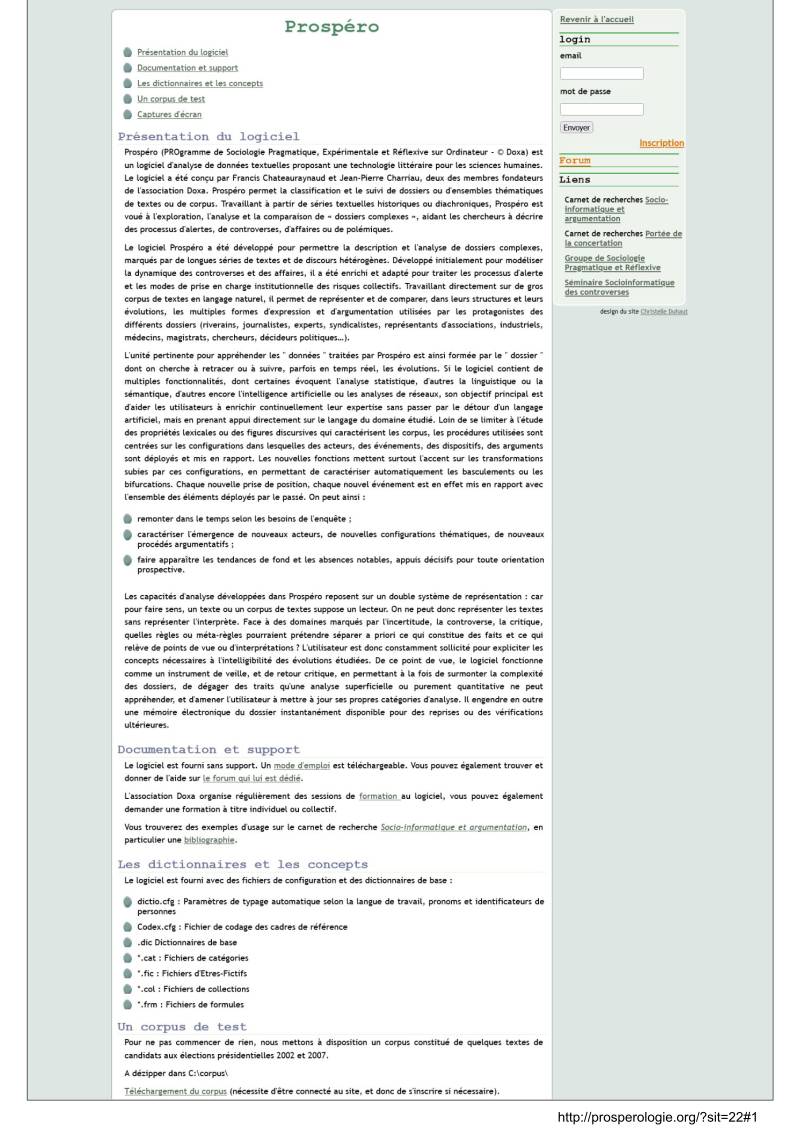 Prospéro
Présentation du logiciel
Documentation et support
Les dictionnaires et les concepts
Un corpus de test
Captures d'écran
Présentation du logiciel
Prospéro (PROgramme de Sociologie Pragmatique, Expérimentale et Réflexive sur Ordinateur - © Doxa) est
un logiciel d'analyse de données textuelles proposant une technologie littéraire pour les sciences humaines.
Le logiciel a été conçu par Francis Chateauraynaud et Jean-Pierre Charriau, deux des membres fondateurs
de l'association Doxa. Prospéro permet la classification et le suivi de dossiers ou d'ensembles thématiques
de textes ou de corpus. Travaillant à partir de séries textuelles historiques ou diachroniques, Prospéro est
voué à l'exploration, l'analyse et la comparaison de « dossiers complexes », aidant les chercheurs à décrire
des processus d'alertes, de controverses, d'affaires ou de polémiques.
Le logiciel Prospéro a été développé pour permettre la description et l'analyse de dossiers complexes,
marqués par de longues séries de textes et de discours hétérogènes. Développé initialement pour modéliser
la dynamique des controverses et des affaires, il a été enrichi et adapté pour traiter les processus d'alerte
et les modes de prise en charge institutionnelle des risques collectifs. Travaillant directement sur de gros
corpus de textes en langage naturel, il permet de représenter et de comparer, dans leurs structures et leurs
évolutions, les multiples formes d'expression et d'argumentation utilisées par les protagonistes des
différents dossiers (riverains, journalistes, experts, syndicalistes, représentants d'associations, industriels,
médecins, magistrats, chercheurs, décideurs politiques…).
L'unité pertinente pour appréhender les " données " traitées par Prospéro est ainsi formée par le " dossier "
dont on cherche à retracer ou à suivre, parfois en temps réel, les évolutions. Si le logiciel contient de
multiples fonctionnalités, dont certaines évoquent l'analyse statistique, d'autres la linguistique ou la
sémantique, d'autres encore l'intelligence artificielle ou les analyses de réseaux, son objectif principal est
d'aider les utilisateurs à enrichir continuellement leur expertise sans passer par le détour d'un langage
artificiel, mais en prenant appui directement sur le langage du domaine étudié. Loin de se limiter à l'étude
des propriétés lexicales ou des figures discursives qui caractérisent les corpus, les procédures utilisées sont
centrées sur les configurations dans lesquelles des acteurs, des événements, des dispositifs, des arguments
sont déployés et mis en rapport. Les nouvelles fonctions mettent surtout l'accent sur les transformations
subies par ces configurations, en permettant de caractériser automatiquement les basculements ou les
bifurcations. Chaque nouvelle prise de position, chaque nouvel événement est en effet mis en rapport avec
l'ensemble des éléments déployés par le passé. On peut ainsi :
remonter dans le temps selon les besoins de l'enquête ;
caractériser l'émergence de nouveaux acteurs, de nouvelles configurations thématiques, de nouveaux
procédés argumentatifs ;
faire apparaître les tendances de fond et les absences notables, appuis décisifs pour toute orientation
prospective.
Les capacités d'analyse développées dans Prospéro reposent sur un double système de représentation : car
pour faire sens, un texte ou un corpus de textes suppose un lecteur. On ne peut donc représenter les textes
sans représenter l'interprète. Face à des domaines marqués par l'incertitude, la controverse, la critique,
quelles règles ou méta-règles pourraient prétendre séparer a priori ce qui constitue des faits et ce qui
relève de points de vue ou d'interprétations ? L'utilisateur est donc constamment sollicité pour expliciter les
concepts nécessaires à l'intelligibilité des évolutions étudiées. De ce point de vue, le logiciel fonctionne
comme un instrument de veille, et de retour critique, en permettant à la fois de surmonter la complexité
des dossiers, de dégager des traits qu'une analyse superficielle ou purement quantitative ne peut
appréhender, et d'amener l'utilisateur à mettre à jour ses propres catégories d'analyse. Il engendre en outre
une mémoire électronique du dossier instantanément disponible pour des reprises ou des vérifications
ultérieures.
Documentation et support
Le logiciel est fourni sans support. Un mode d'emploi est téléchargeable. Vous pouvez également trouver et
donner de l'aide sur le forum qui lui est dédié.
L'association Doxa organise régulièrement des sessions de formation au logiciel, vous pouvez également
demander une formation à titre individuel ou collectif.
Vous trouverez des exemples d'usage sur le carnet de recherche Socio-informatique et argumentation, en
particulier une bibliographie.
Les dictionnaires et les concepts
Le logiciel est fourni avec des fichiers de configuration et des dictionnaires de base :
dictio.cfg : Paramètres de typage automatique selon la langue de travail, pronoms et identificateurs de
personnes
Codex.cfg : Fichier de codage des cadres de référence
.dic Dictionnaires de base
*.cat : Fichiers de catégories
*.fic : Fichiers d'Etres-Fictifs
*.col : Fichiers de collections
*.frm : Fichiers de formules
Un corpus de test
Pour ne pas commencer de rien, nous mettons à disposition un corpus constitué de quelques textes de
candidats aux élections présidentielles 2002 et 2007.
A dézipper dans C:\corpus\
Téléchargement du corpus (nécessite d'être connecté au site, et donc de s'inscrire si nécessaire).
Revenir à l'accueil
login
email
mot de passe
Envoyer
Inscription
Forum
Liens
Carnet de recherches Socio-
informatique et
argumentation
Carnet de recherches Portée de
la concertation
Groupe de Sociologie
Pragmatique et Réflexive
Séminaire Socioinformatique
des controverses
design du site Christelle Duhaut
http://prosperologie.org/?sit=22#1